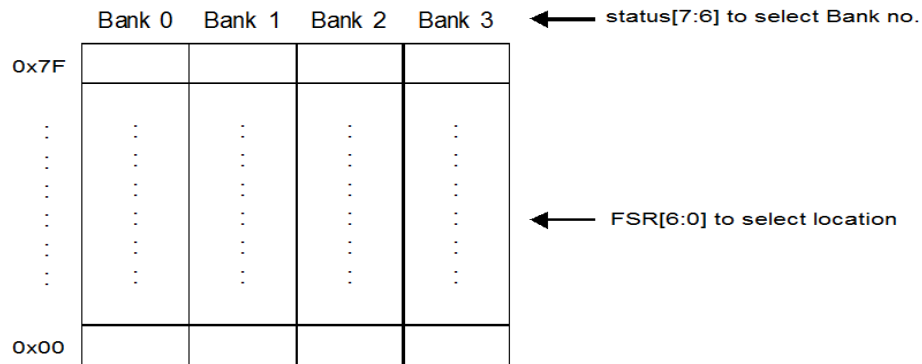 Bank 0 Bank 1 Bank 2 Bank 3 status[7:6] to select Bank no.
0x7F
FSR[6:0] to select location
0x00